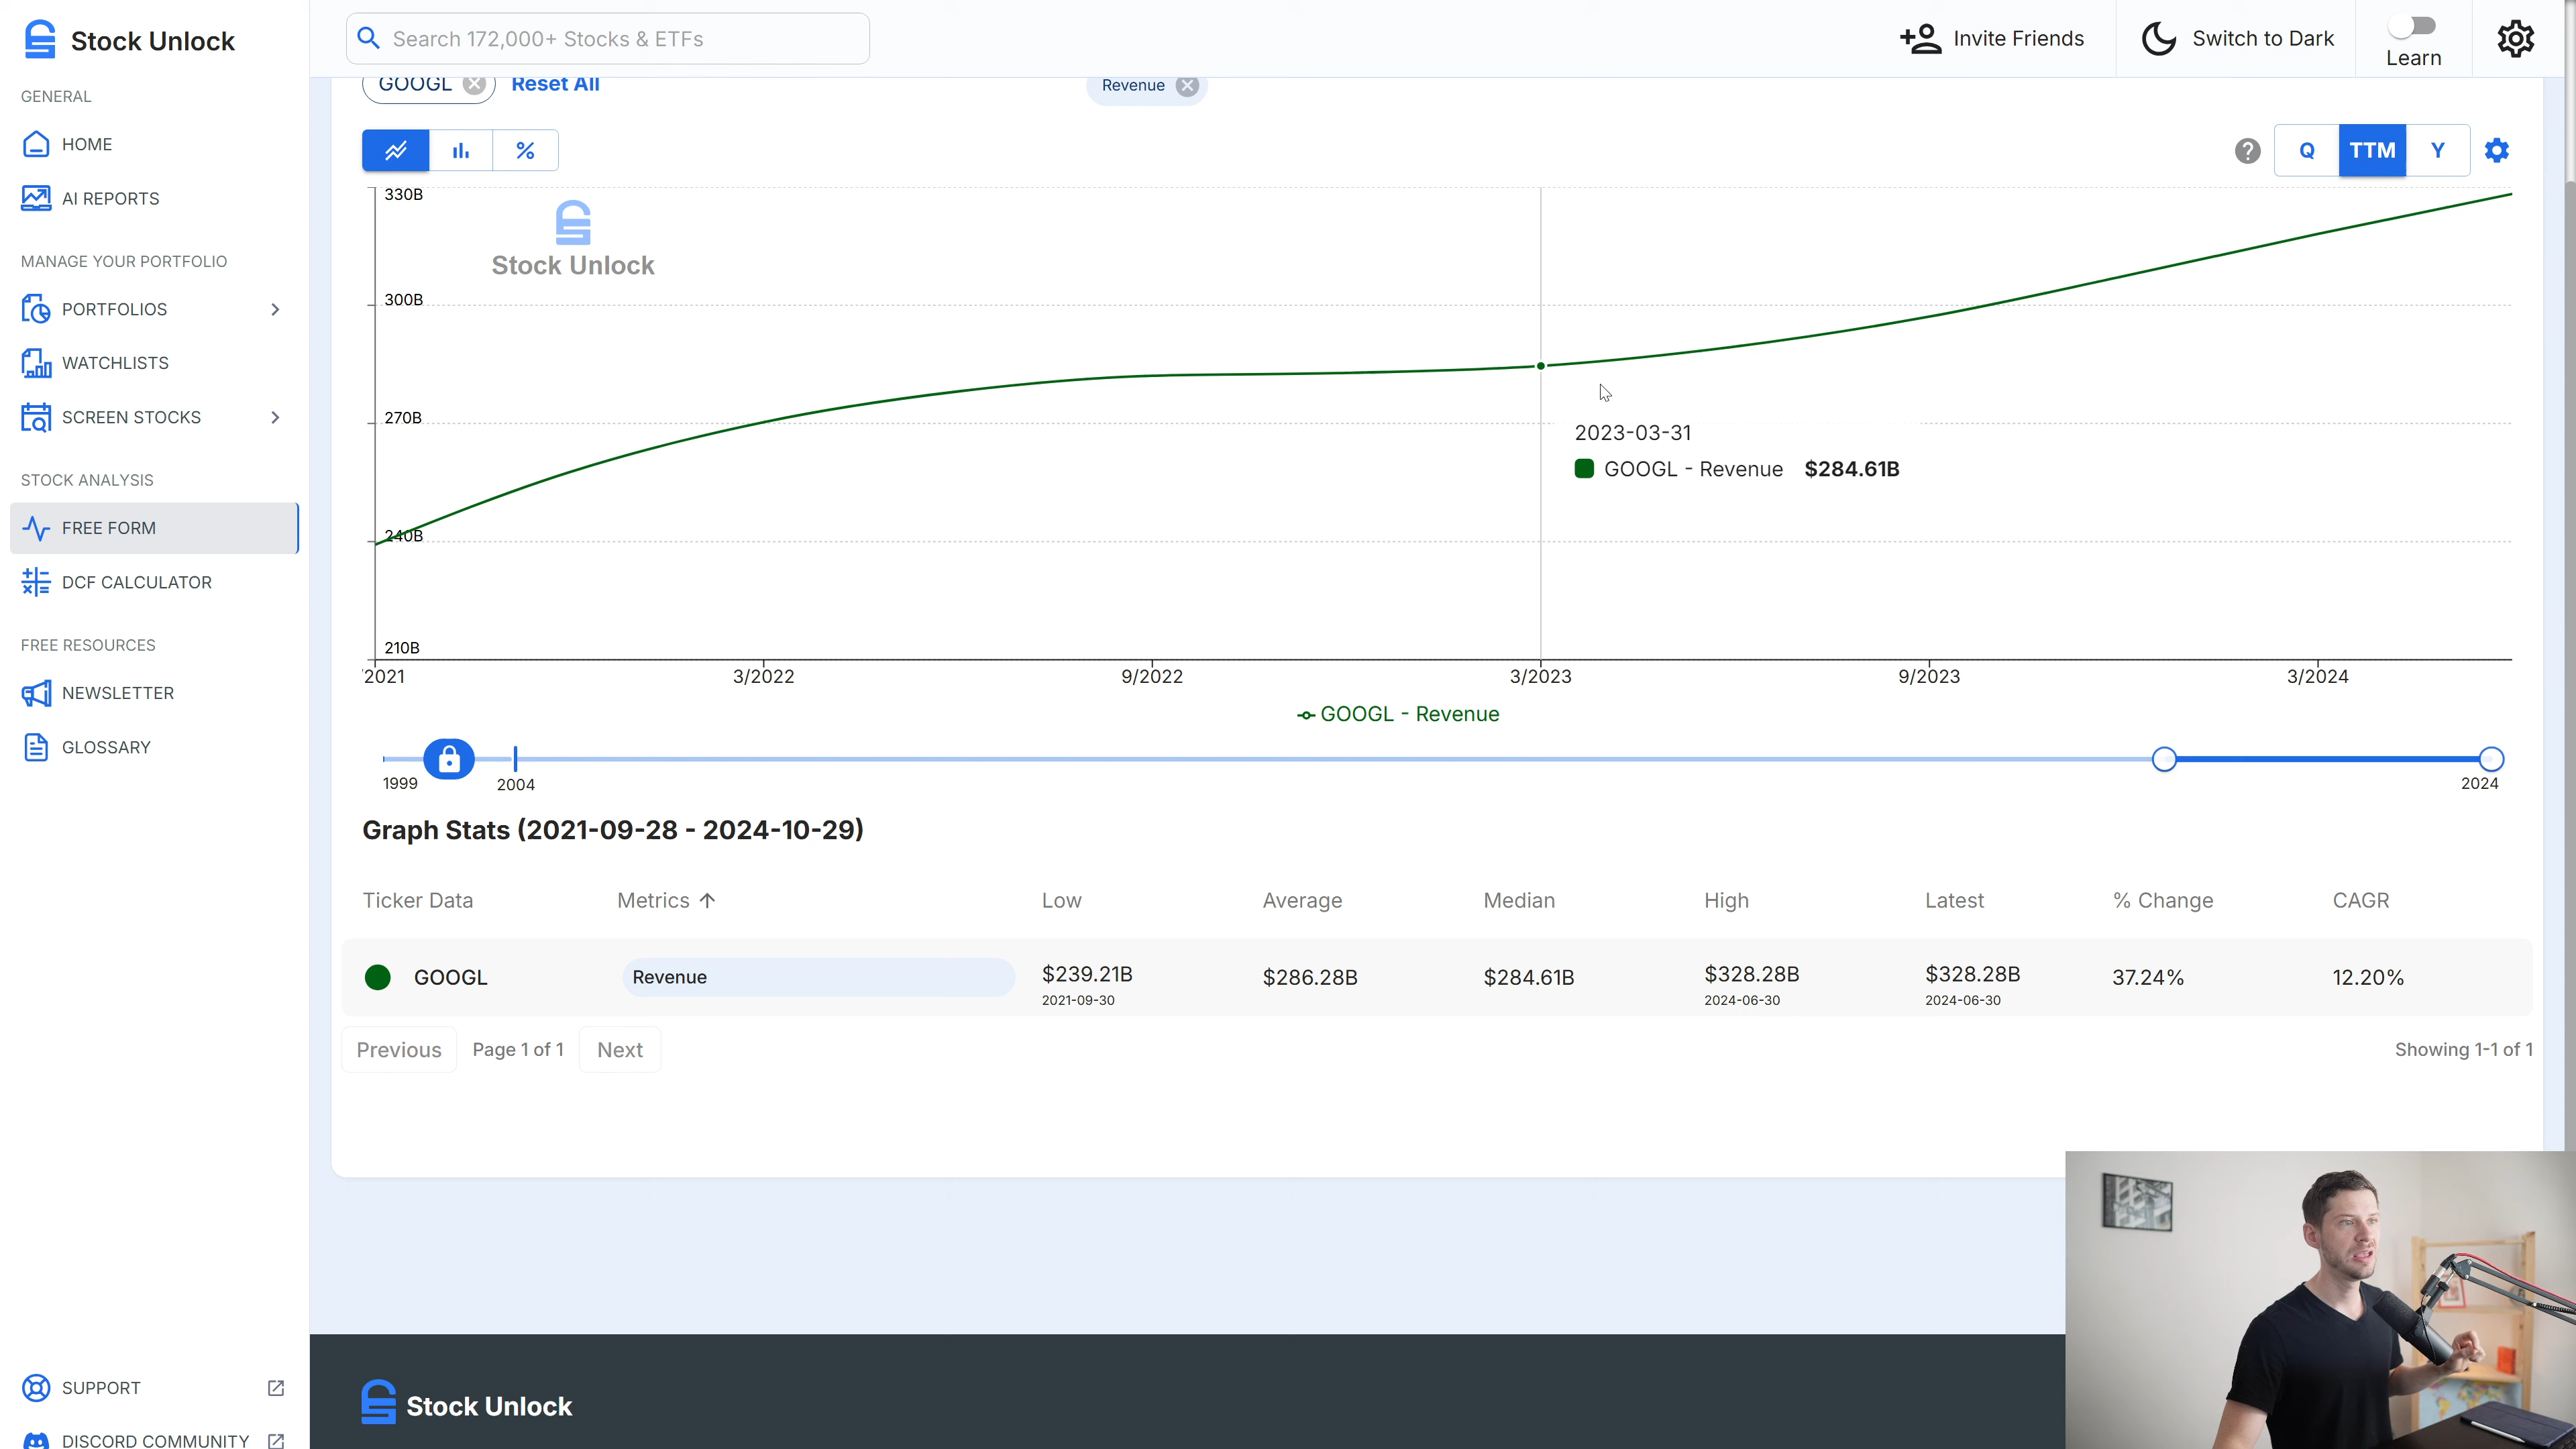 Stock Unlock
Search 172,000+ Stocks & ETFs
Invite Friends
Switch to Dark
Learn
GENERAL
HOME
AI REPORTS
MANAGE YOUR PORTFOLIO
PORTFOLIOS
WATCHLISTS
SCREEN STOCKS
STOCK ANALYSIS
FREE FORM
DCF CALCULATOR
FREE RESOURCES
NEWSLETTER
GLOSSARY
SUPPORT
DISCORD COMMUNITY
GOOGL
Reset All
Revenue
%
? Q TTM Y
330B
Stock Unlock
300B
270B
240B
210B
2023-03-31
GOOGL - Revenue $284.61B
'2021 3/2022 9/2022 3/2023 9/2023 3/2024
GOOGL - Revenue
1999 2004 2024
Graph Stats (2021-09-28 - 2024-10-29)
Ticker Data Metrics ↑ Low Average Median High Latest % Change CAGR
GOOGL Revenue $239.21B $286.28B $284.61B $328.28B $328.28B 37.24% 12.20%
2021-09-30 2024-06-30 2024-06-30
Previous Page 1 of 1 Next Showing 1-1 of 1
Stock Unlock